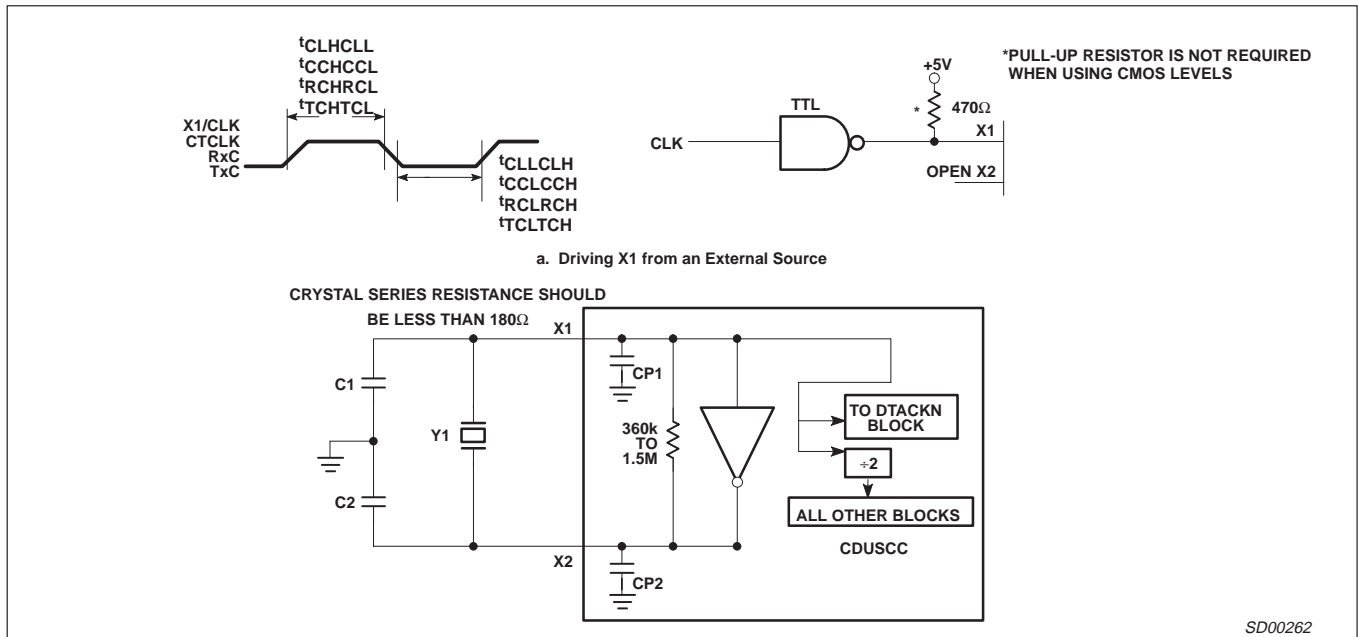 tCLHCLL
tCCHCCL
tRCHRCL
tTCHTCL
X1/CLK
CTCLK
RxC
TxC
tCLLCLH
tCCLCCH
tRCLRCH
tTCLTCH
CLK
TTL
+5V
*
470Ω
X1
OPEN X2
*PULL-UP RESISTOR IS NOT REQUIRED
WHEN USING CMOS LEVELS
a. Driving X1 from an External Source
CRYSTAL SERIES RESISTANCE SHOULD
BE LESS THAN 180Ω
X1
C1
C2
Y1
X2
CP1
CP2
360k
TO
1.5M
TO DTACKN
BLOCK
÷2
ALL OTHER BLOCKS
CDUSCC
SD00262